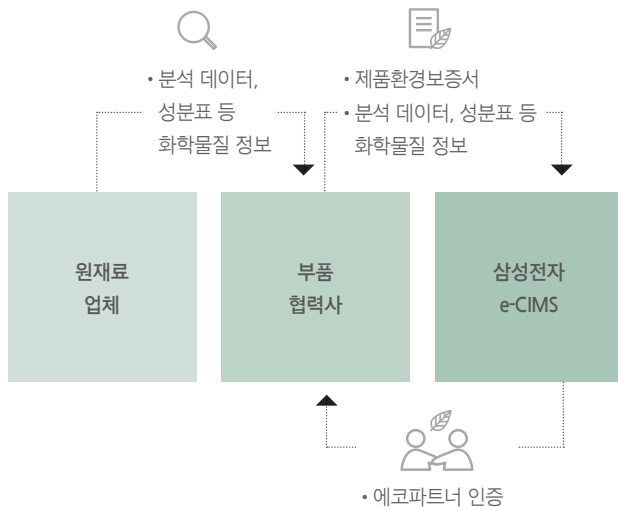 • 분석 데이터,
성분표 등
화학물질 정보
• 제품환경보증서
• 분석 데이터, 성분표 등
화학물질 정보
원재료
업체
부품
협력사
삼성전자
e-CIMS
• 에코파트너 인증